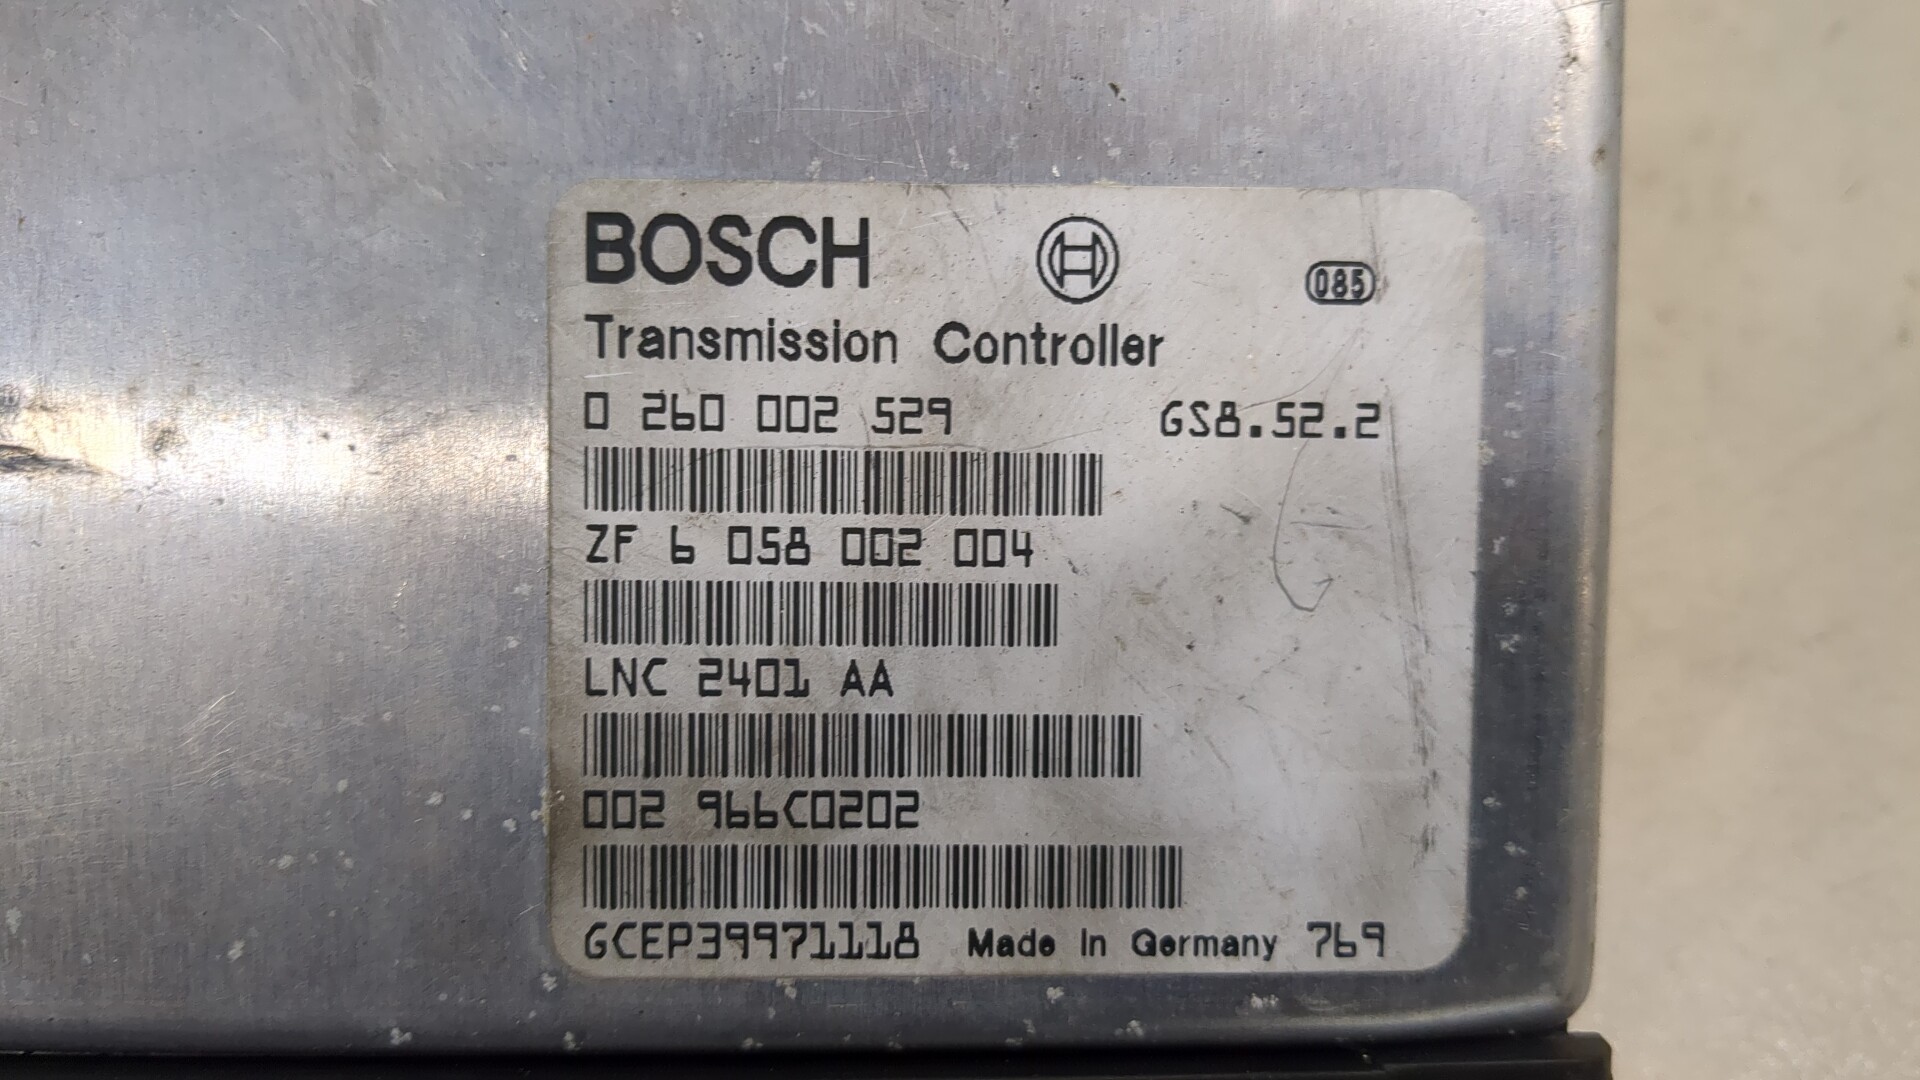 BOSCH 085
Transmission Controller
0 260 002 529 GS8.52.2
ZF 6 058 002 004
LNC 2401 AA
002 966C0202
GCEP39971118 Made In Germany 769